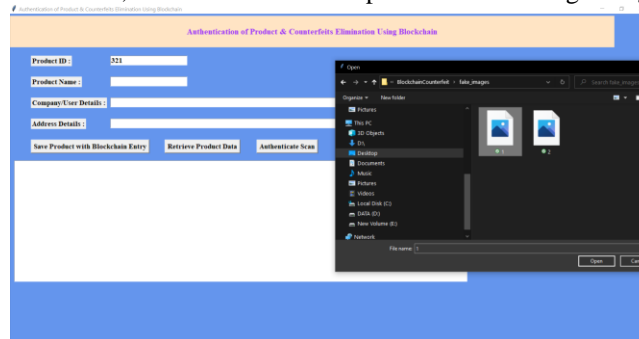 Authentication of Product & Counterfeits Elimination Using Blockchain
Authentication of Product & Counterfeits Elimination Using Blockchain
Product ID :
321
Product Name :
Company/User Details :
Address Details :
Save Product with Blockchain Entry
Retrieve Product Data
Authenticate Scan
Open
BlockchainCounterfeit
fake_images
Search fake_images
Organize
New folder
Pictures
This PC
3D Objects
D:\
Desktop
Documents
Music
Pictures
Videos
Local Disk (C:)
DATA (D:)
New Volume (E:)
Network
1
2
File name:
1
Open